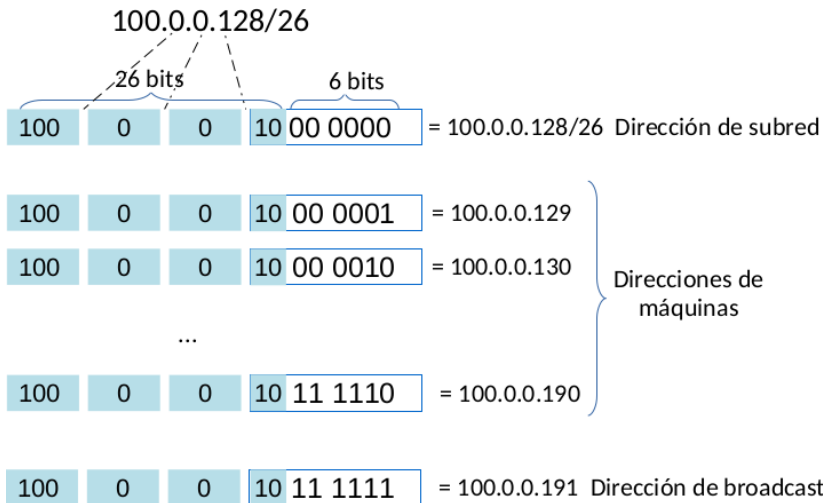 100.0.0.128/26
26 bits 6 bits
100 0 0 10 00 0000 = 100.0.0.128/26 Dirección de subred
100 0 0 10 00 0001 = 100.0.0.129
100 0 0 10 00 0010 = 100.0.0.130
Direcciones de
máquinas
...
100 0 0 10 11 1110 = 100.0.0.190
100 0 0 10 11 1111 = 100.0.0.191 Dirección de broadcast